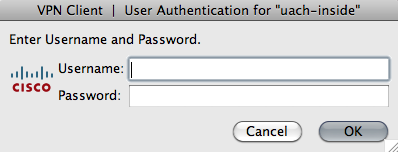 VPN Client | User Authentication for "uach-inside"
Enter Username and Password.
CISCO
Username:
Password:
Cancel
OK